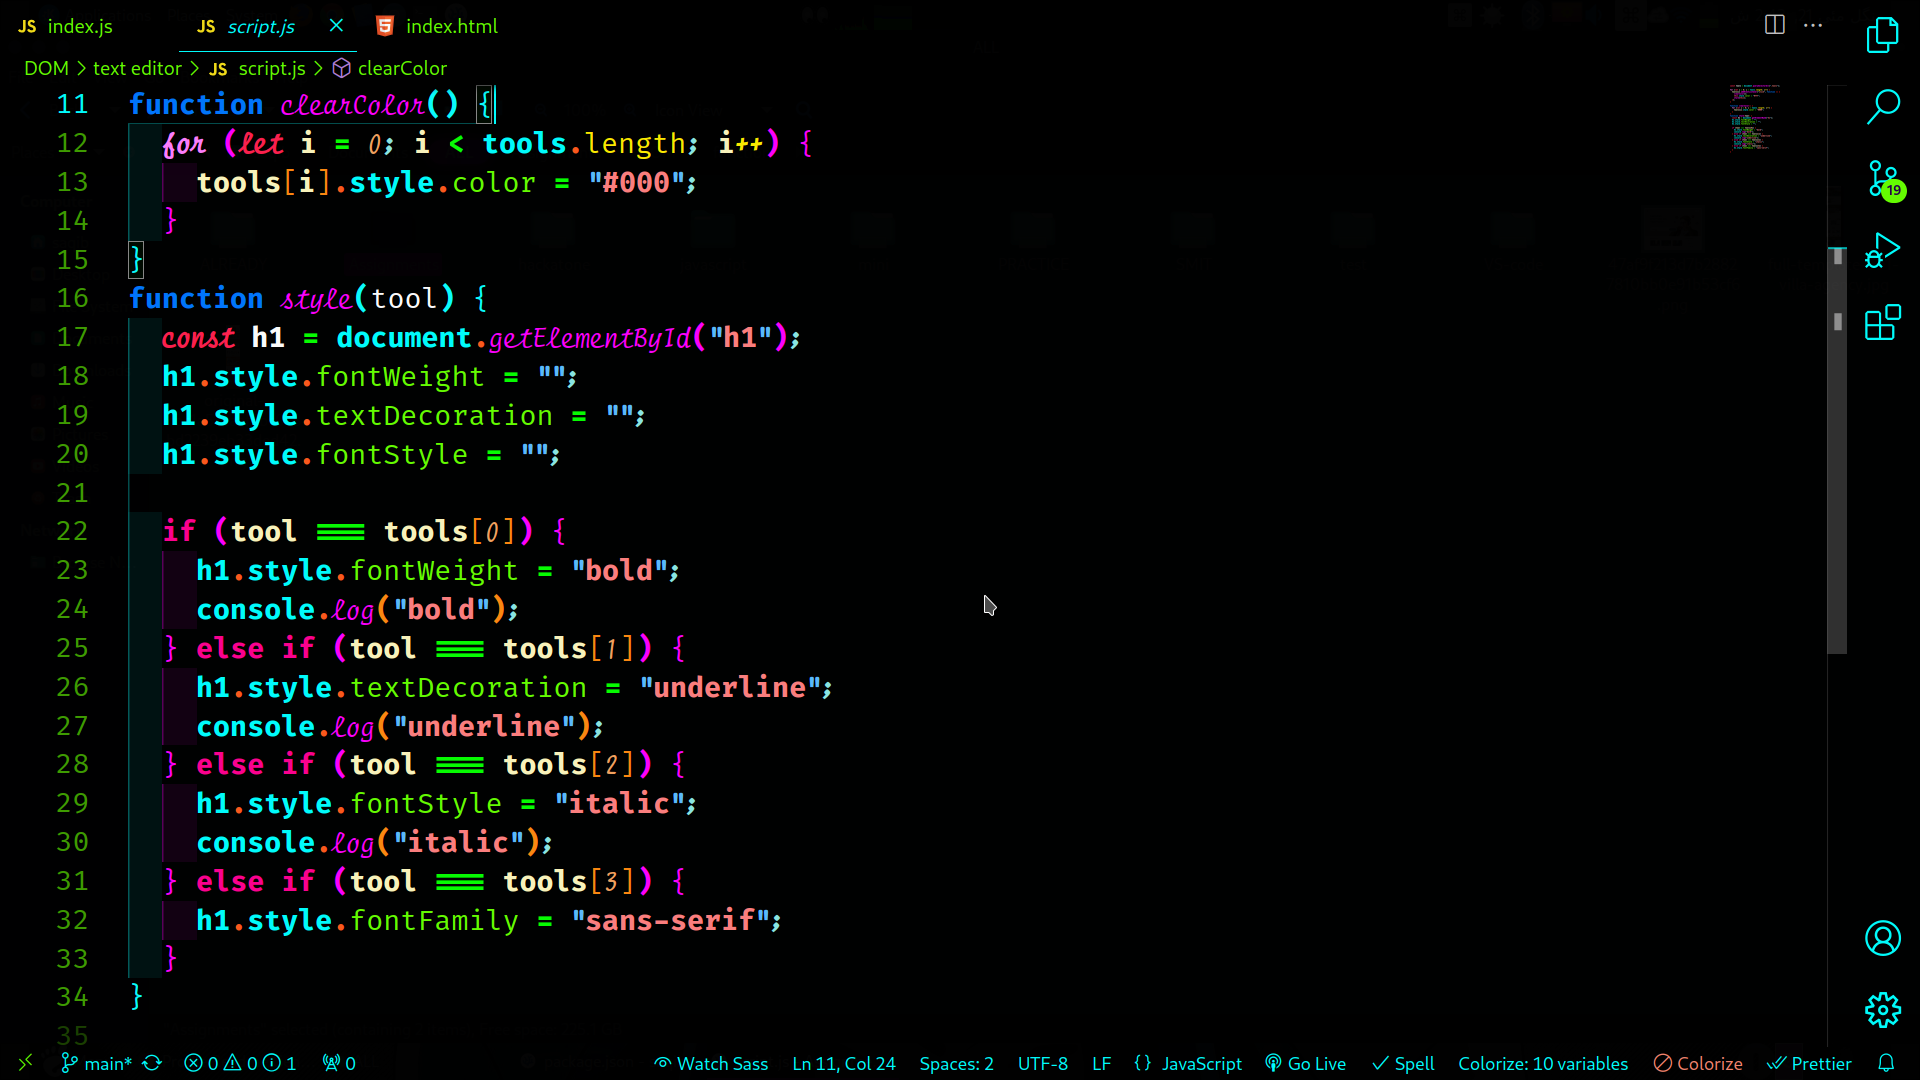 JS index.js JS script.js index.html
DOM > text editor > JS script.js > clearColor
11 function clearColor() {
12 for (let i = 0; i < tools.length; i++) {
13 tools[i].style.color = "#000";
14 }
15 }
16 function style(tool) {
17 const h1 = document.getElementById("h1");
18 h1.style.fontWeight = "";
19 h1.style.textDecoration = "";
20 h1.style.fontStyle = "";
21
22 if (tool === tools[0]) {
23 h1.style.fontWeight = "bold";
24 console.log("bold");
25 } else if (tool === tools[1]) {
26 h1.style.textDecoration = "underline";
27 console.log("underline");
28 } else if (tool === tools[2]) {
29 h1.style.fontStyle = "italic";
30 console.log("italic");
31 } else if (tool === tools[3]) {
32 h1.style.fontFamily = "sans-serif";
33 }
34 }
35
19
main* 0 0 1 0 Watch Sass Ln 11, Col 24 Spaces: 2 UTF-8 LF {} JavaScript Go Live Spell Colorize: 10 variables Colorize Prettier